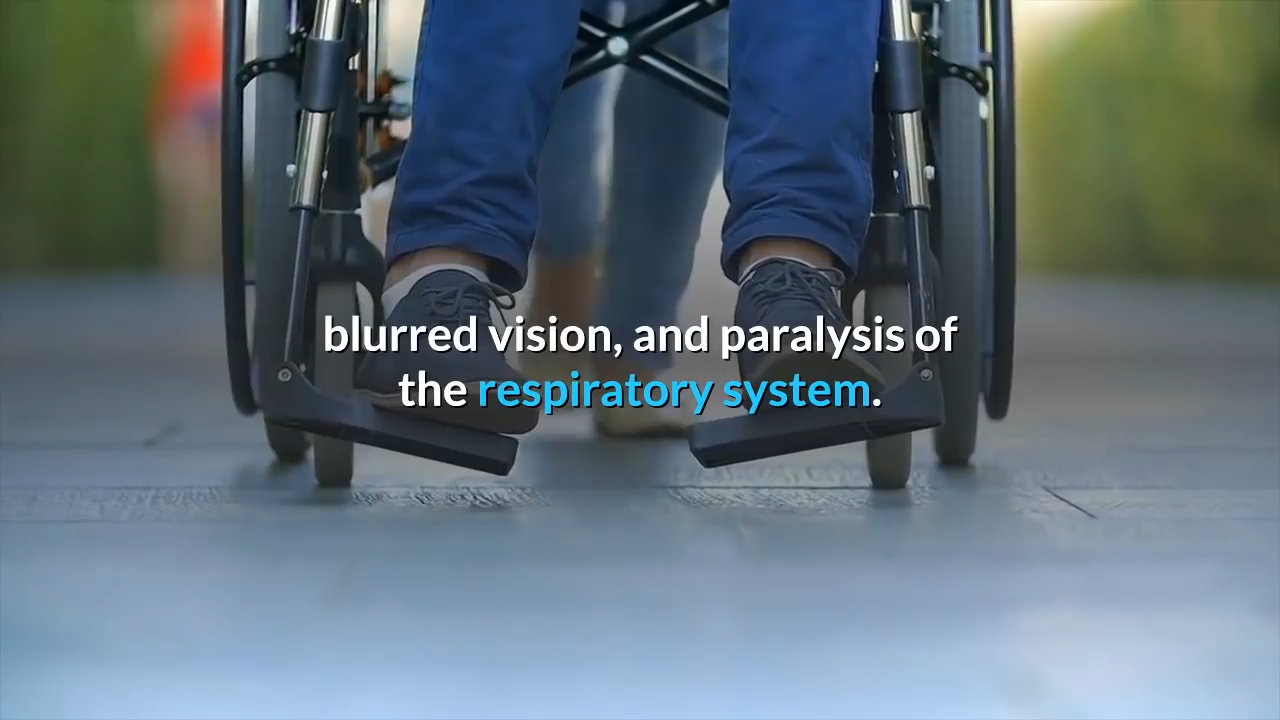 blurred vision, and paralysis of
the respiratory system.